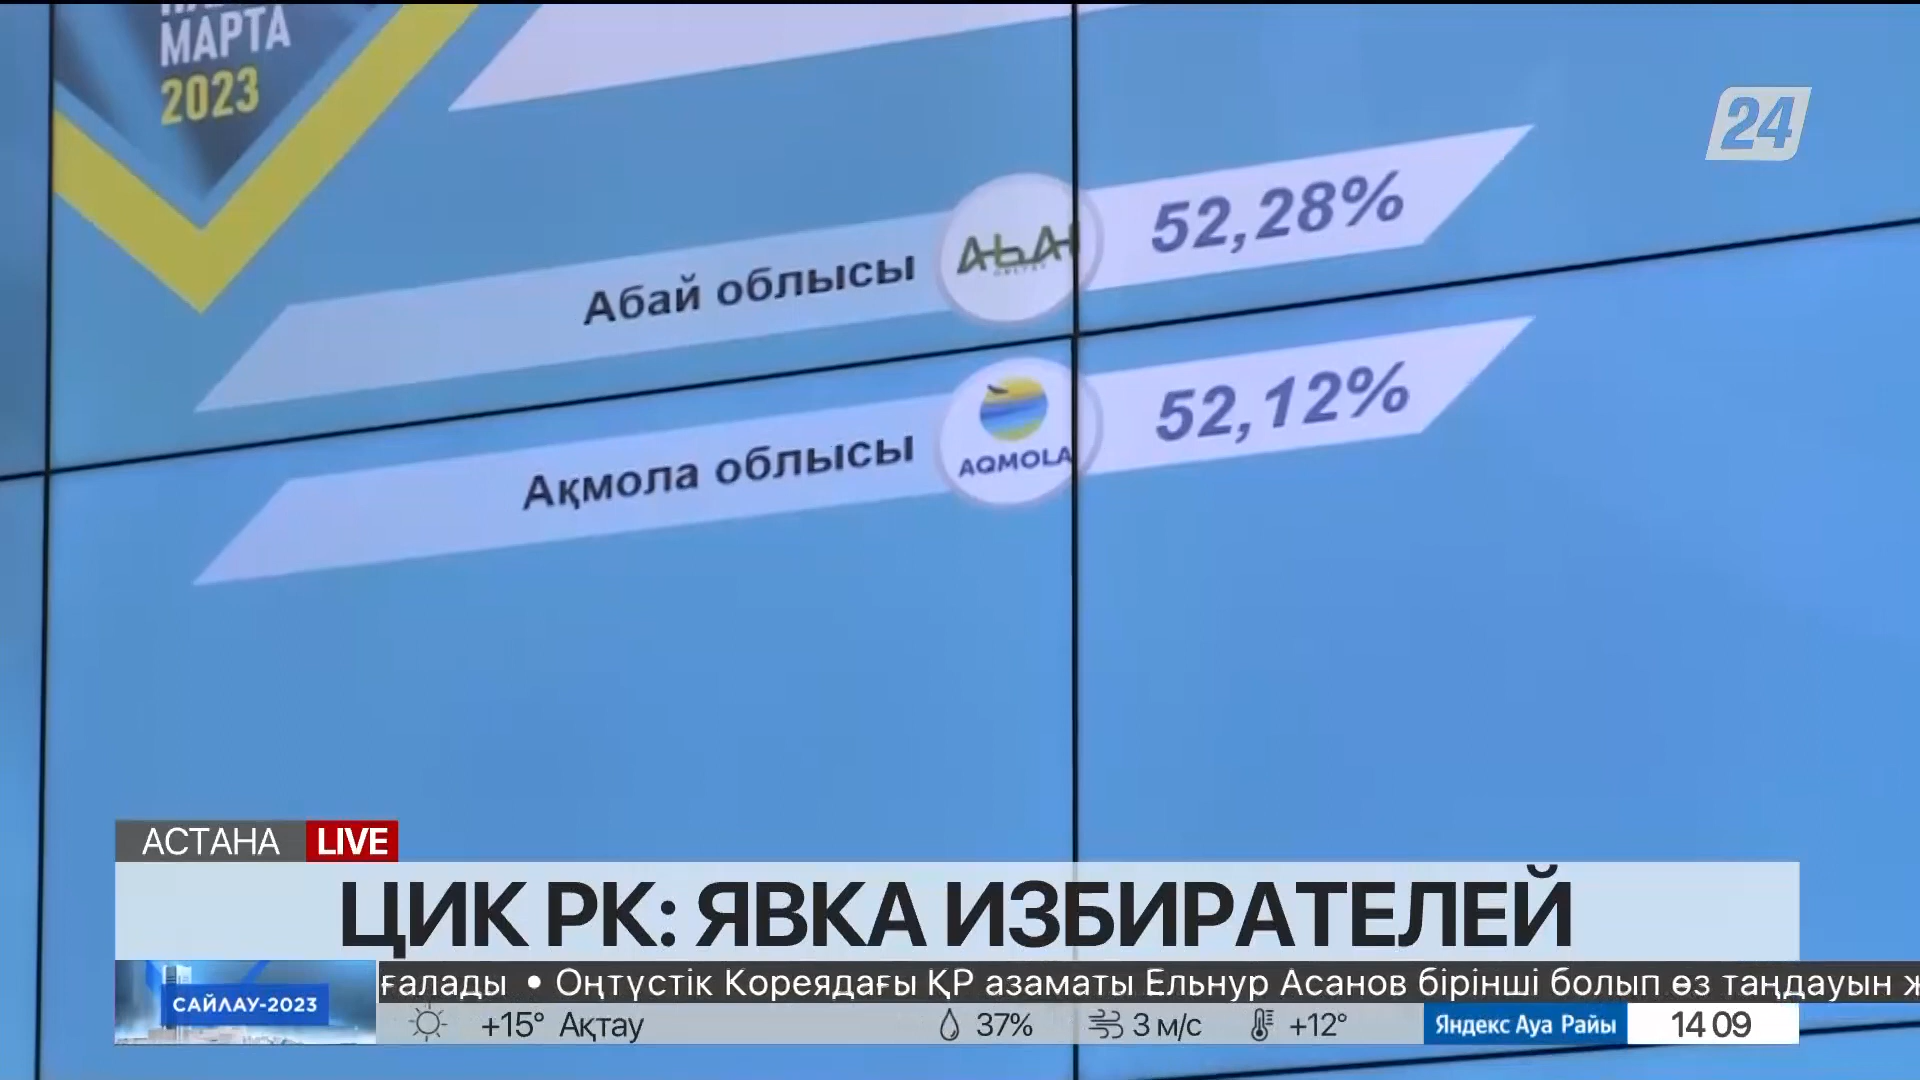 МАРТА
2023
24
Абай облысы
52,28%
Ақмола облысы
AQMOLA
52,12%
АСТАНА LIVE
ЦИК РК: ЯВКА ИЗБИРАТЕЛЕЙ
САЙЛАУ-2023
ғалады • Оңтүстік Кореядағы ҚР азаматы Ельнур Асанов бірінші болып өз таңдауын
+15° Ақтау 37% 3 м/с +12° Яндекс Ауа Райы 14 09